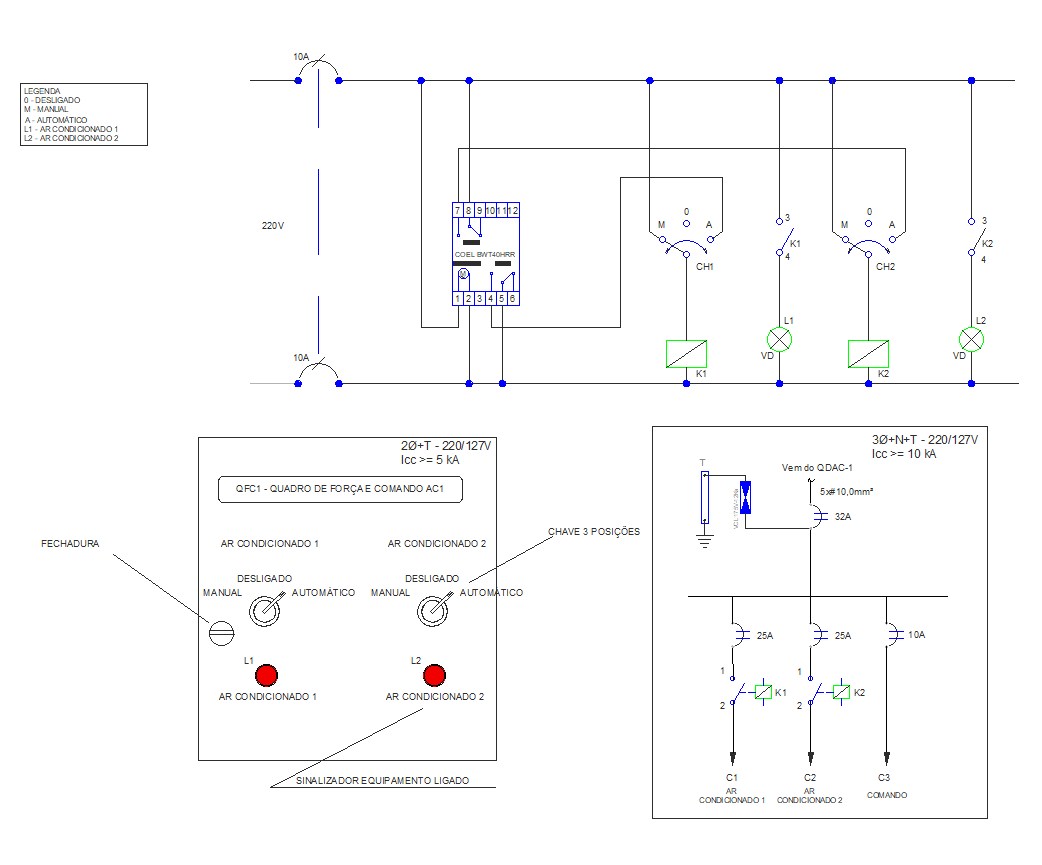 10A
LEGENDA
0 - DESLIGADO
M - MANUAL
A - AUTOMÁTICO
L1 - AR CONDICIONADO 1
L2 - AR CONDICIONADO 2
220V
10A
7 8 9 10 11 12
COEL BWT40HRR
M
1 2 3 4 5 6
M
0
A
CH1
K1
3
K1
4
L1
VD
M
0
A
CH2
K2
3
K2
4
L2
VD
2Ø+T - 220/127V
Icc >= 5 kA
QFC1 - QUADRO DE FORÇA E COMANDO AC1
FECHADURA
CHAVE 3 POSIÇÕES
AR CONDICIONADO 1
AR CONDICIONADO 2
DESLIGADO
MANUAL
AUTOMÁTICO
DESLIGADO
MANUAL
AUTOMÁTICO
L1
AR CONDICIONADO 1
L2
AR CONDICIONADO 2
SINALIZADOR EQUIPAMENTO LIGADO
3Ø+N+T - 220/127V
Icc >= 10 kA
T
Vem do QDAC-1
5x#10,0mm²
32A
25A
25A
10A
1
2
K1
1
2
K2
C1
AR
CONDICIONADO 1
C2
AR
CONDICIONADO 2
C3
COMANDO